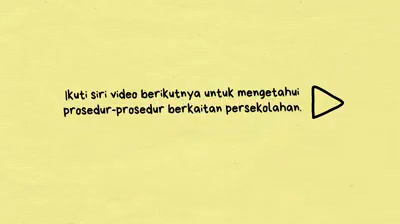 Ikuti siri video berikutnya untuk mengetahui
prosedur-prosedur berkaitan persekolahan.